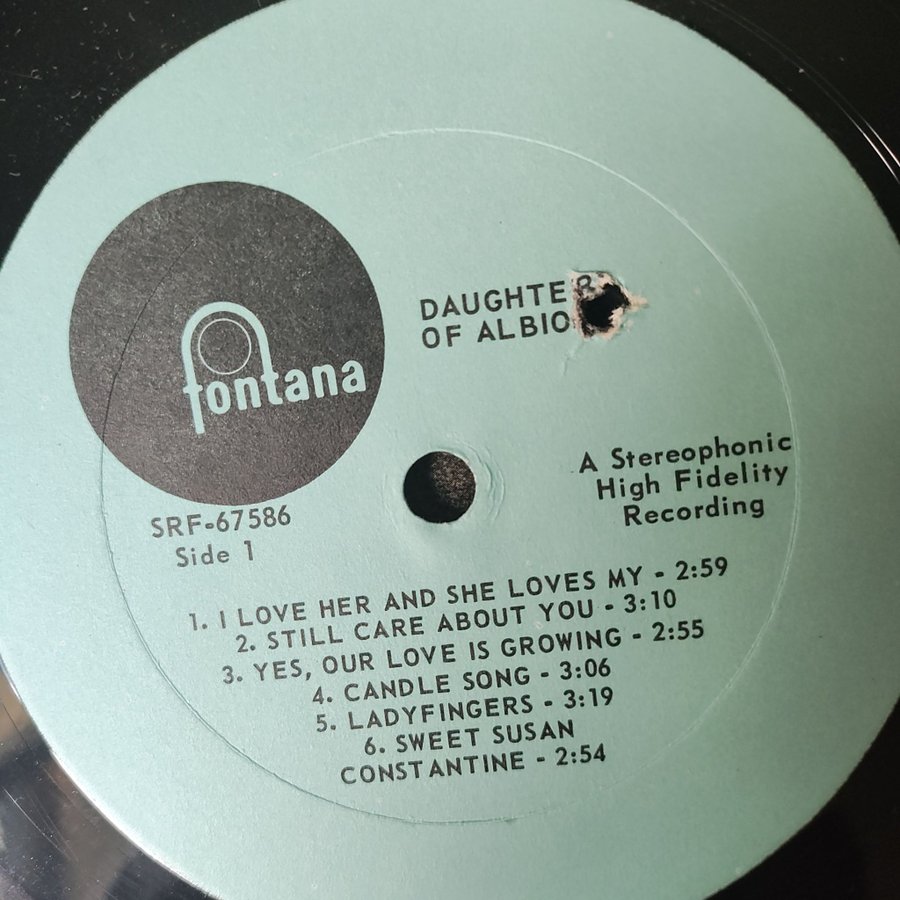 fontana
DAUGHTER
OF ALBIO
A Stereophonic
High Fidelity
Recording
SRF-67586
Side 1
1. I LOVE HER AND SHE LOVES MY - 2:59
2. STILL CARE ABOUT YOU - 3:10
3. YES, OUR LOVE IS GROWING - 2:55
4. CANDLE SONG - 3:06
5. LADYFINGERS - 3:19
6. SWEET SUSAN
CONSTANTINE - 2:54